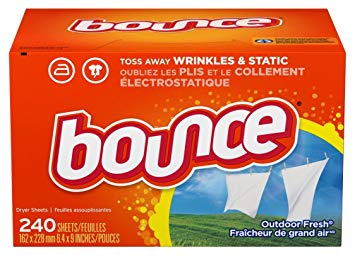 bounce
TOSS AWAY WRINKLES & STATIC
OUBLIEZ LES PLIS ET LE COLLEMENT
ÉLECTROSTATIQUE
bounce®
Dryer Sheets | Feuilles assouplissantes
240 SHEETS/FEUILLES
162 x 228 mm 6.4 x 9 INCHES/POUCES
Outdoor Fresh®
Fraîcheur de grand air™